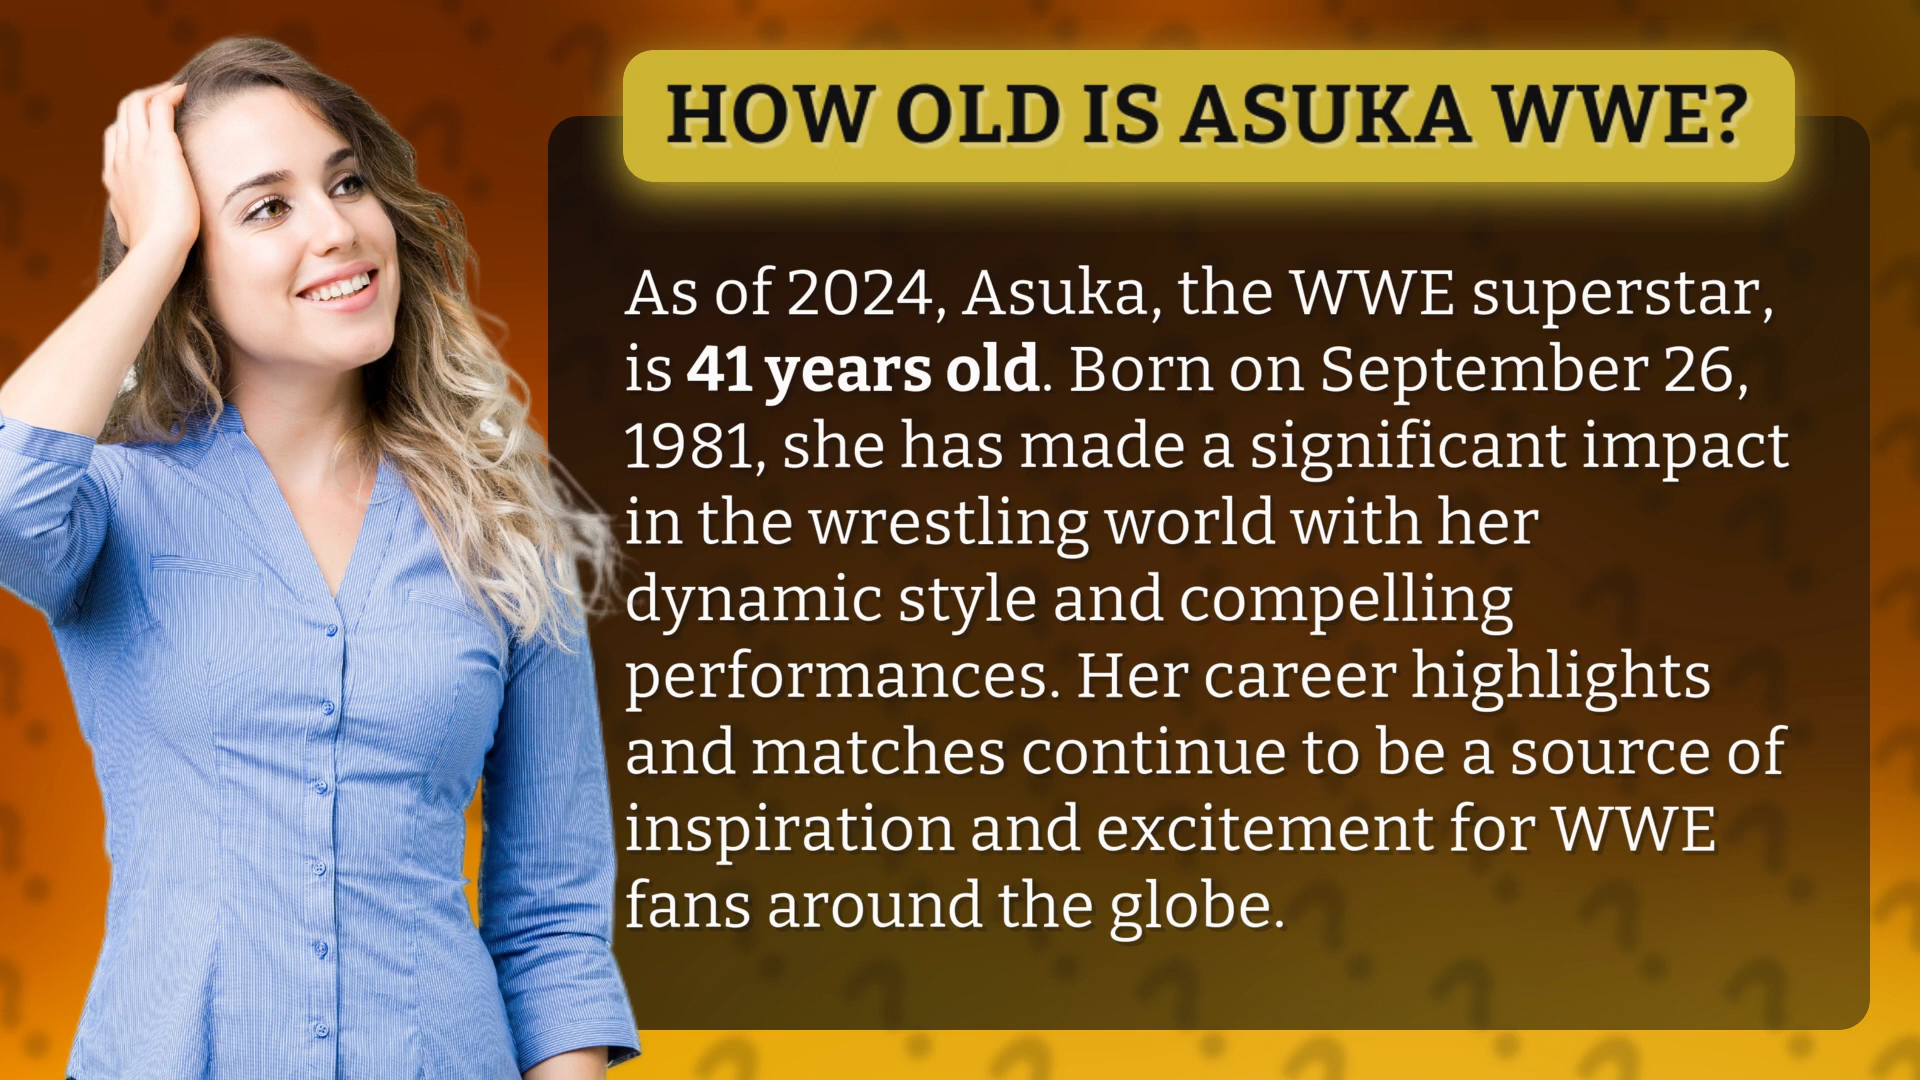 HOW OLD IS ASUKA WWE?
As of 2024, Asuka, the WWE superstar,
is 41 years old. Born on September 26,
1981, she has made a significant impact
in the wrestling world with her
dynamic style and compelling
performances. Her career highlights
and matches continue to be a source of
inspiration and excitement for WWE
fans around the globe.